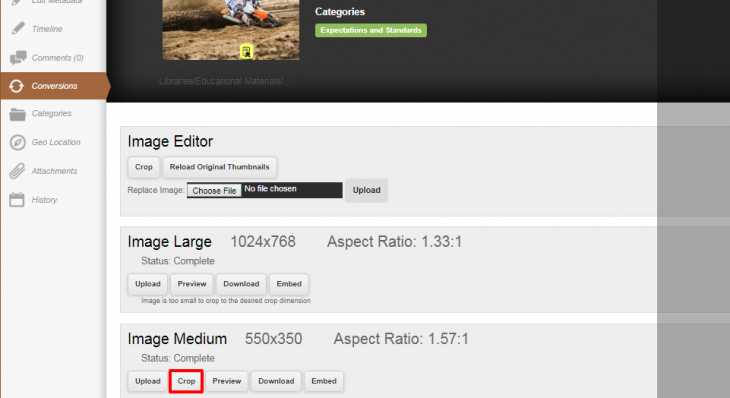 Edit Metadata
Timeline
Comments (0)
Conversions
Categories
Geo Location
Attachments
History
Categories
Expectations and Standards
Libraries/Educational Materials/...
Image Editor
Crop Reload Original Thumbnails
Replace Image: Choose File No file chosen Upload
Image Large 1024x768 Aspect Ratio: 1.33:1
Status: Complete
Upload Preview Download Embed
Image is too small to crop to the desired crop dimension
Image Medium 550x350 Aspect Ratio: 1.57:1
Status: Complete
Upload Crop Preview Download Embed